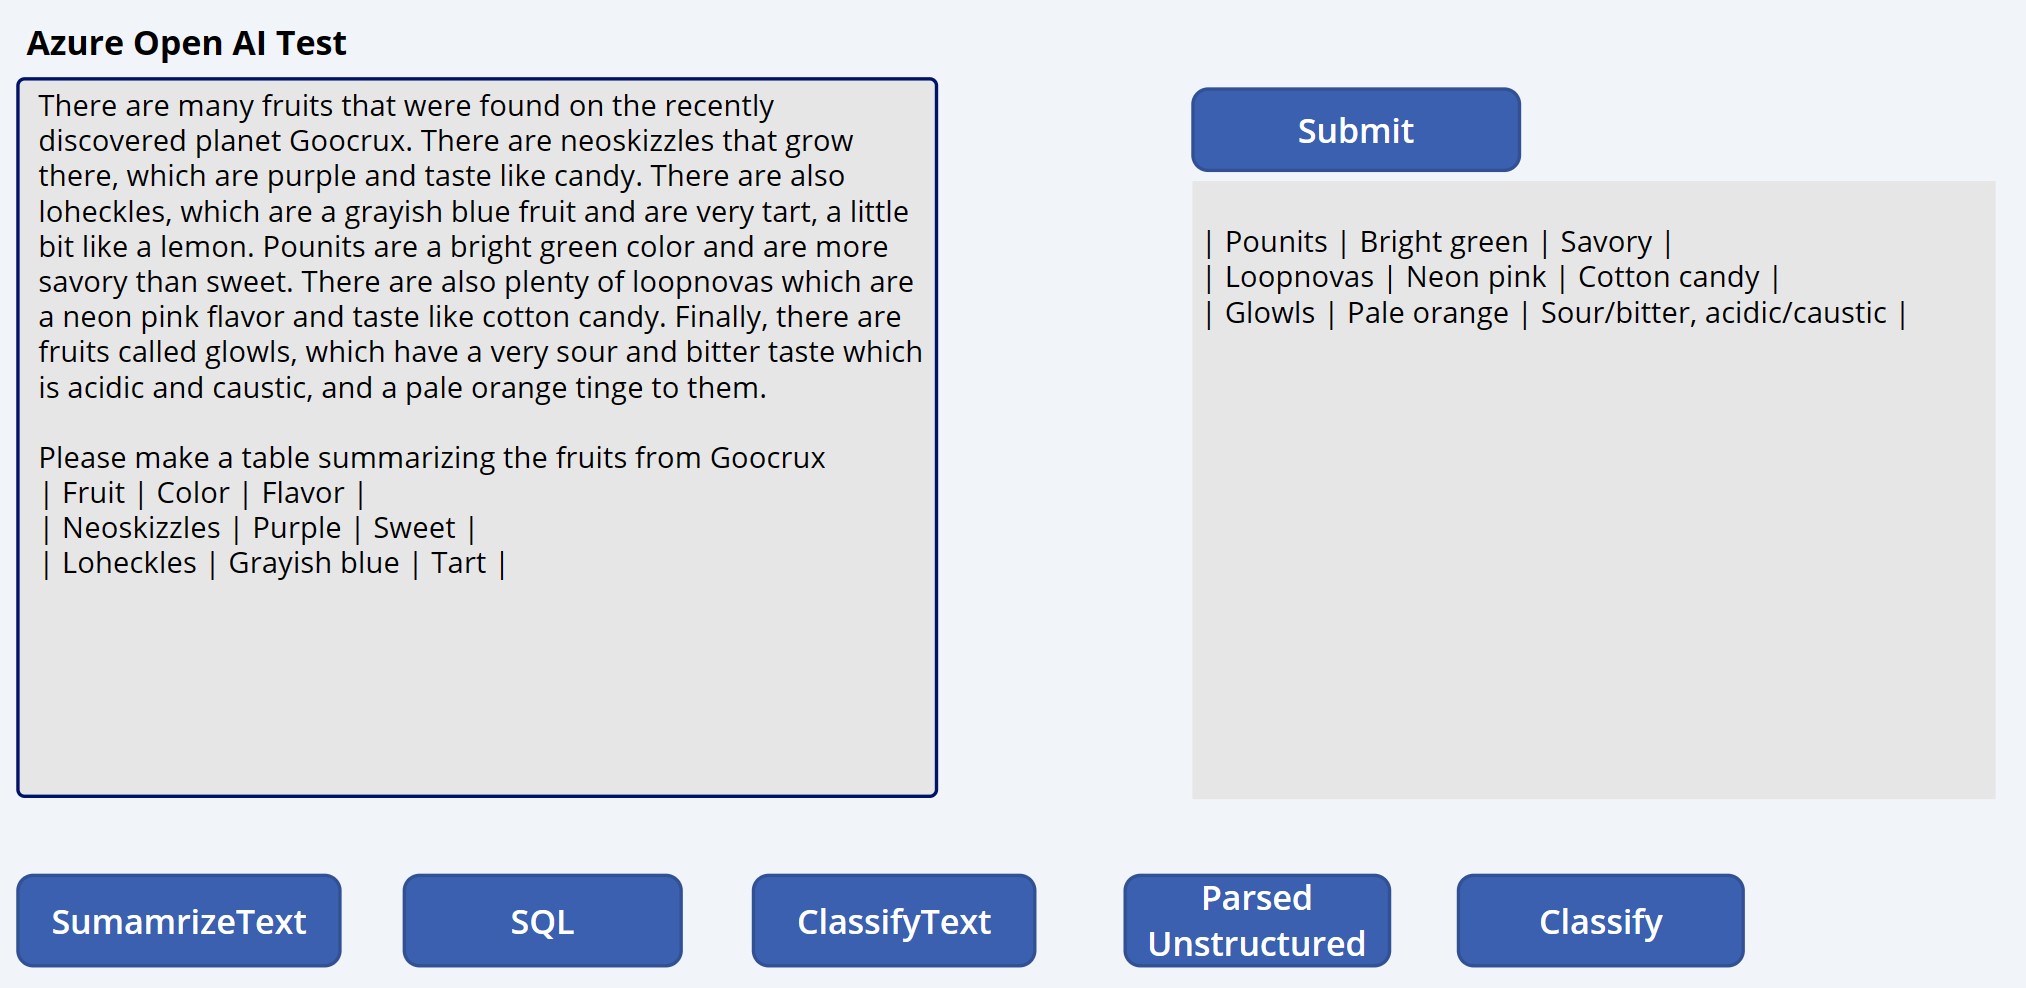 Azure Open AI Test
There are many fruits that were found on the recently
discovered planet Goocrux. There are neoskizzles that grow
there, which are purple and taste like candy. There are also
loheckles, which are a grayish blue fruit and are very tart, a little
bit like a lemon. Pounits are a bright green color and are more
savory than sweet. There are also plenty of loopnovas which are
a neon pink flavor and taste like cotton candy. Finally, there are
fruits called glowls, which have a very sour and bitter taste which
is acidic and caustic, and a pale orange tinge to them.
Please make a table summarizing the fruits from Goocrux
| Fruit | Color | Flavor |
| Neoskizzles | Purple | Sweet |
| Loheckles | Grayish blue | Tart |
Submit
| Pounits | Bright green | Savory |
| Loopnovas | Neon pink | Cotton candy |
| Glowls | Pale orange | Sour/bitter, acidic/caustic |
SumamrizeText
SQL
ClassifyText
Parsed
Unstructured
Classify